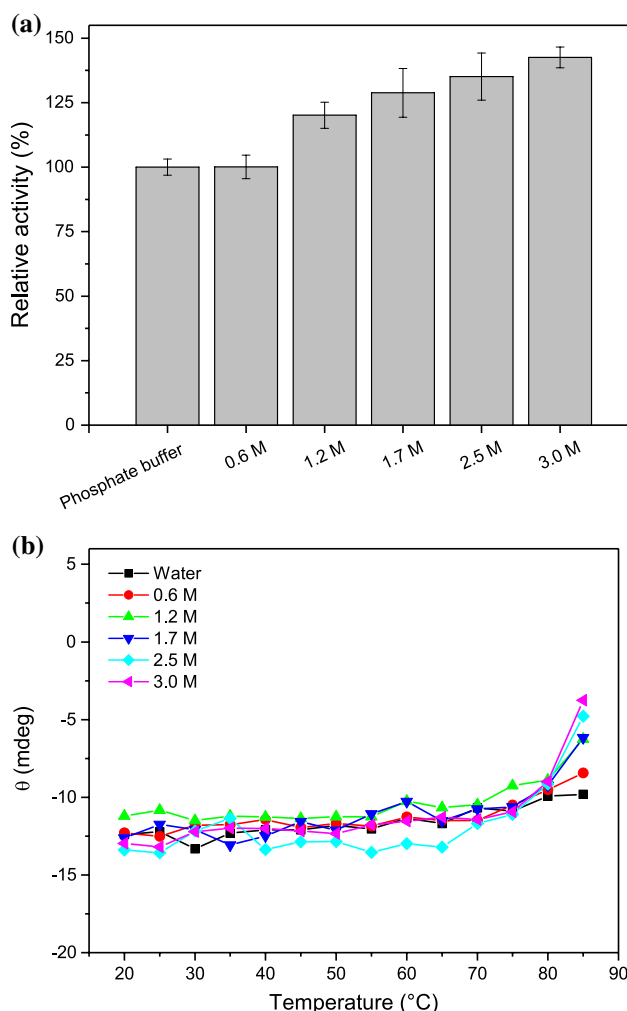 (a)
150
125
100
75
50
25
0
Relative activity (%)
Phosphate buffer
0.6 M
1.2 M
1.7 M
2.5 M
3.0 M
(b)
5
0
-5
-10
-15
-20
θ (mdeg)
Water
0.6 M
1.2 M
1.7 M
2.5 M
3.0 M
20 30 40 50 60 70 80 90
Temperature (°C)